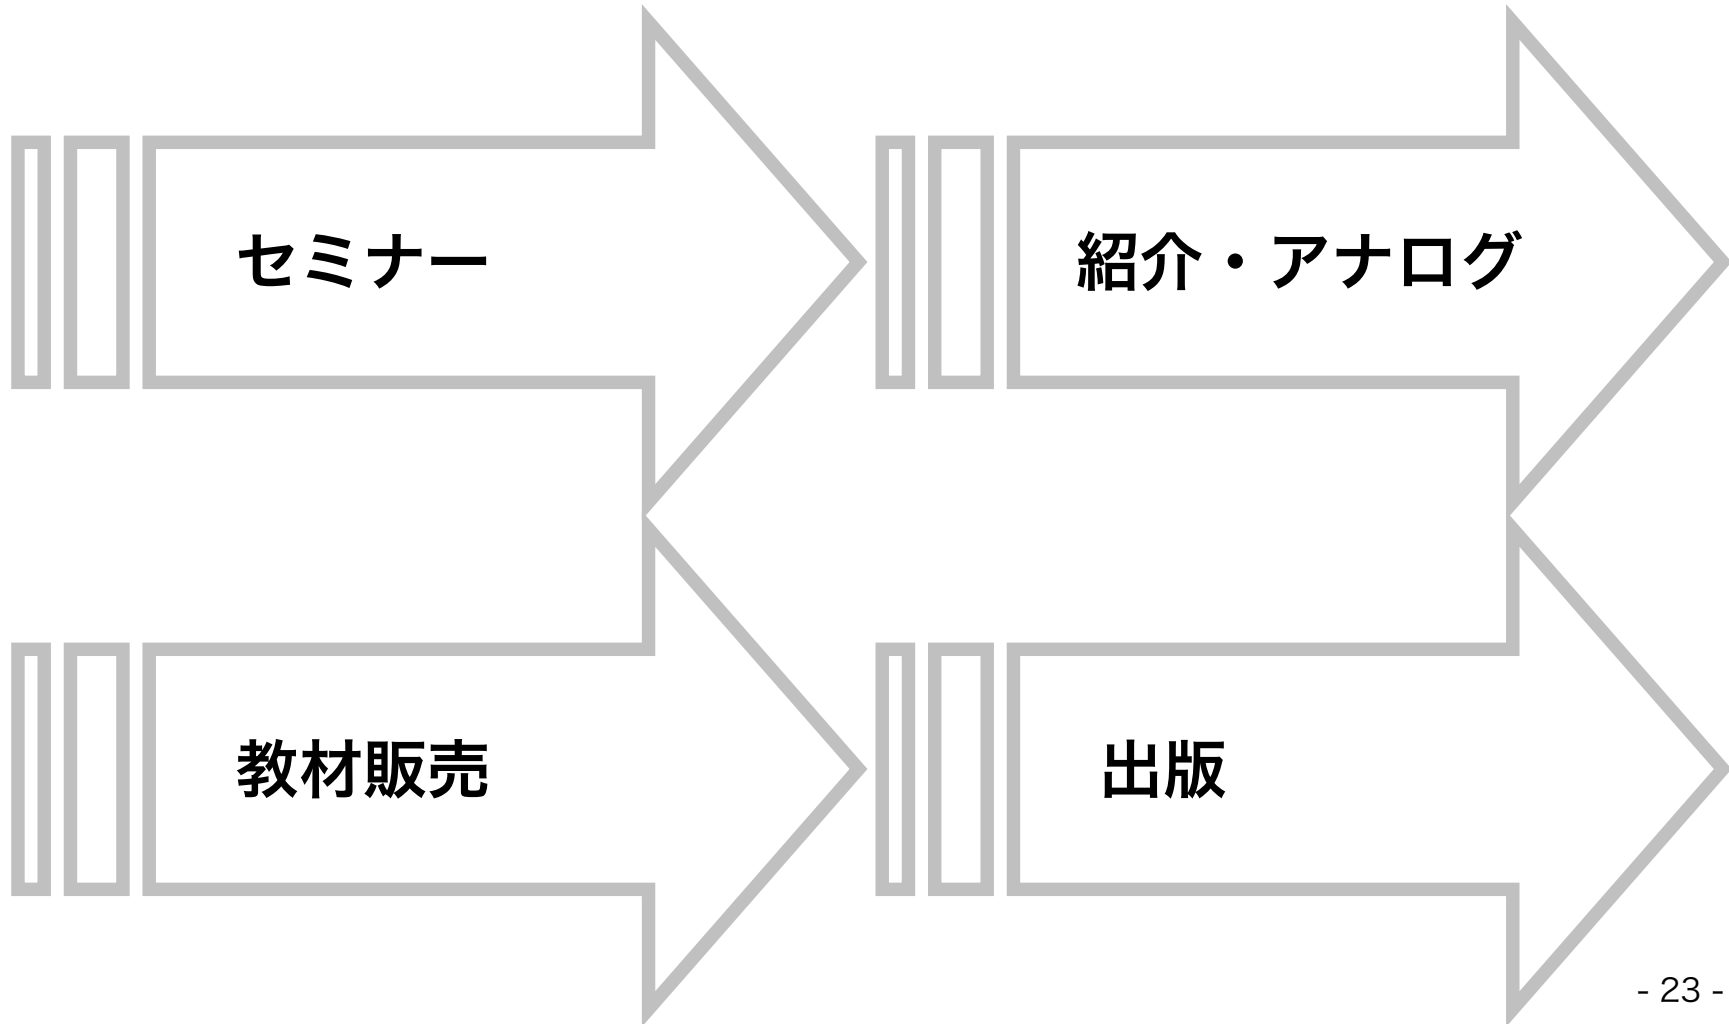 セミナー
紹介・アナログ
教材販売
出版
- 23 -